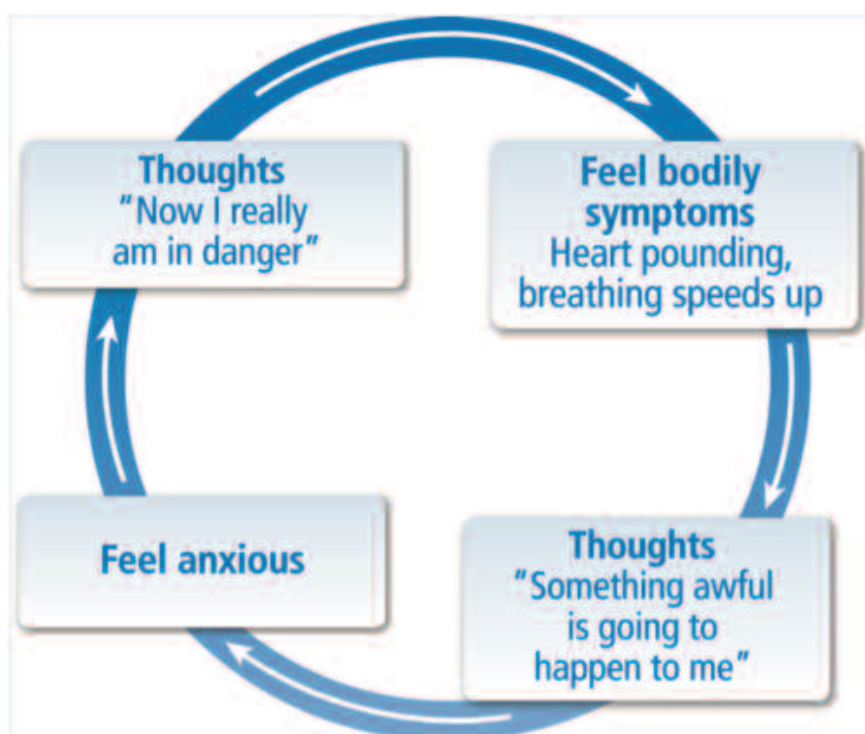 Thoughts
"Now I really
am in danger"
Feel bodily
symptoms
Heart pounding,
breathing speeds up
Feel anxious
Thoughts
"Something awful
is going to
happen to me"